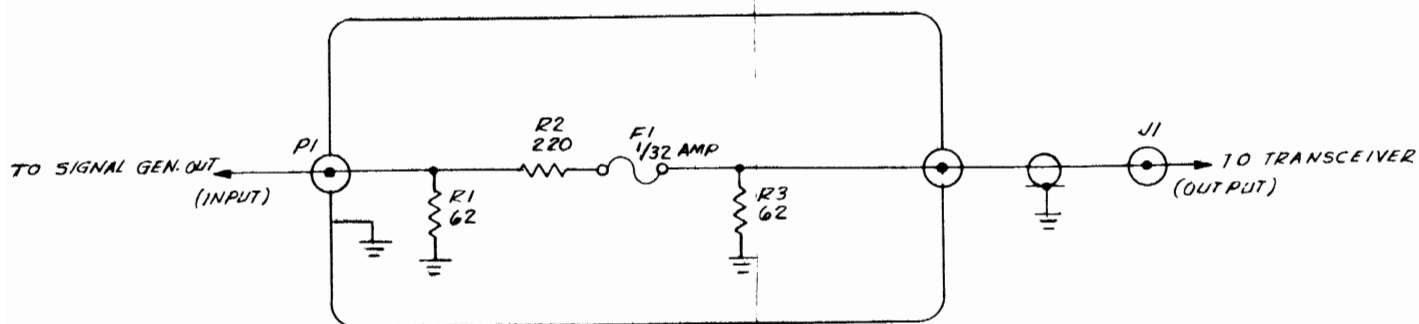 TO SIGNAL GEN. OUT
(INPUT)
P1
R1
62
R2
220
F1
1/32 AMP
R3
62
J1
TO TRANSCEIVER
(OUTPUT)